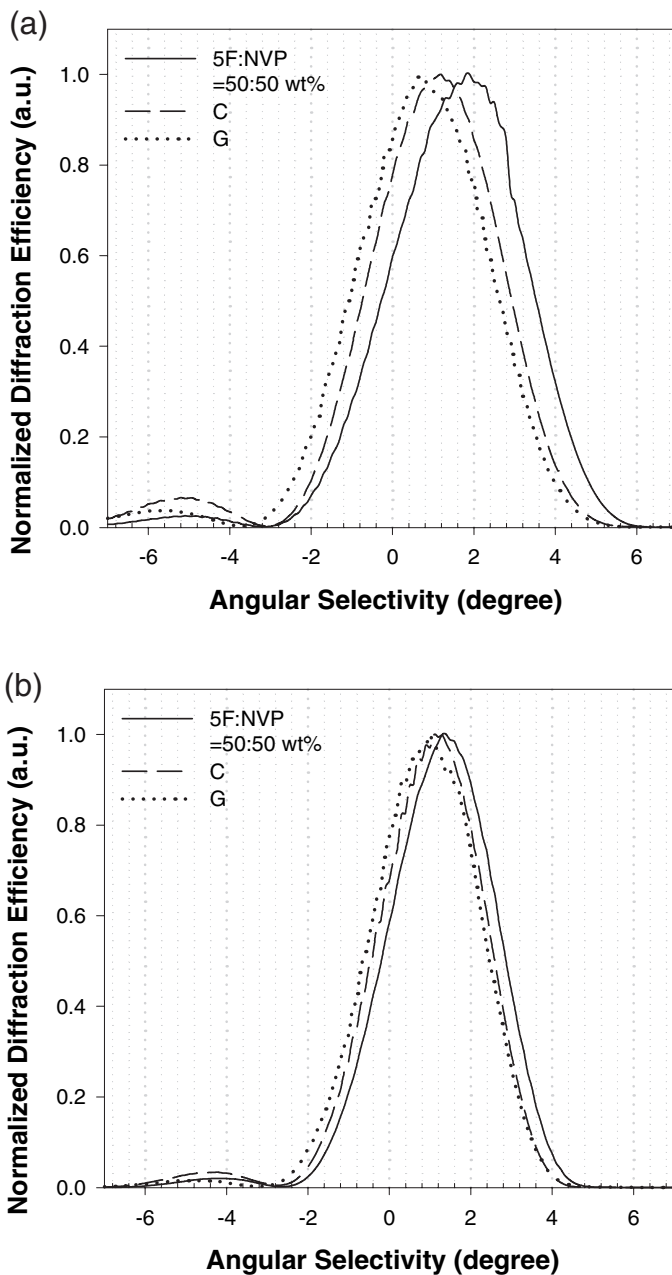 (a)
5F:NVP
=50:50 wt%
C
G
Normalized Diffraction Efficiency (a.u.)
1.0
0.8
0.6
0.4
0.2
0.0
-6 -4 -2 0 2 4 6
Angular Selectivity (degree)
(b)
5F:NVP
=50:50 wt%
C
G
Normalized Diffraction Efficiency (a.u.)
1.0
0.8
0.6
0.4
0.2
0.0
-6 -4 -2 0 2 4 6
Angular Selectivity (degree)